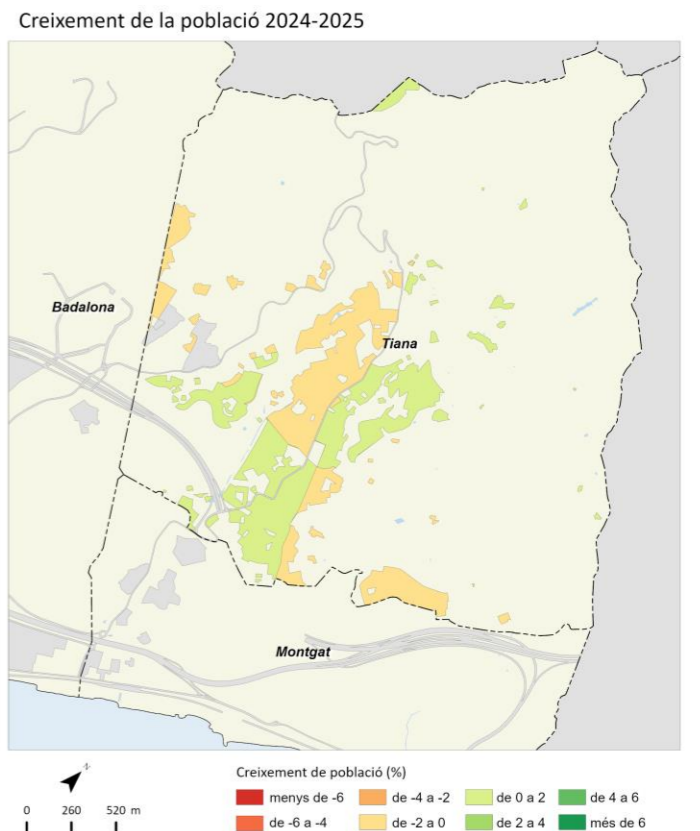 Creixement de la població 2024-2025
Badalona
Tiana
Montgat
Creixement de població (%)
menys de -6
de -4 a -2
de 0 a 2
de 4 a 6
de -6 a -4
de -2 a 0
de 2 a 4
més de 6
0 260 520 m